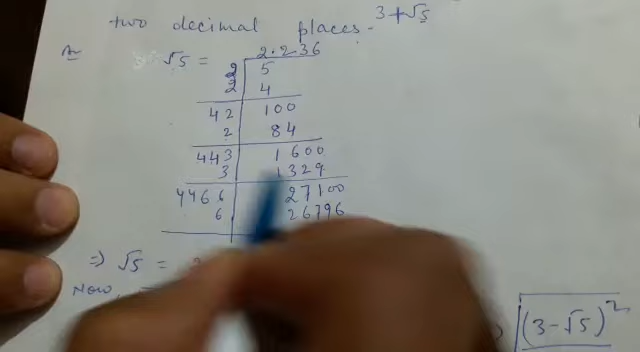 two decimal places. 3+√5
√5 = 2.236
2 5
2 4
42 100
2 84
443 1600
3 1329
4466 27100
6 26796
⇒ √5 =
Now,
√(3-√5)²